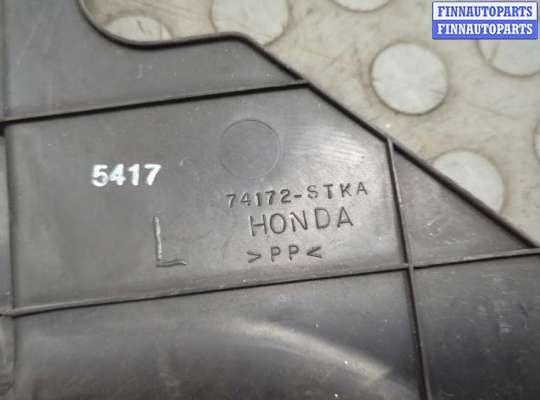 FINNAUTOPARTS
FINNAUTOPARTS
5417
74172-STKA
L
HONDA
>PP<